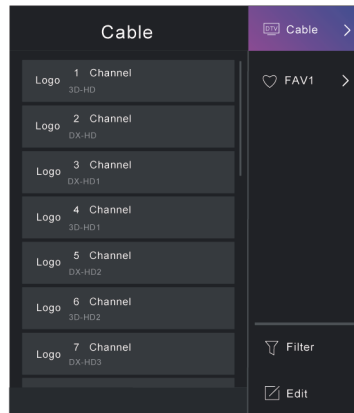 Cable
Logo 1 Channel
3D-HD
Logo 2 Channel
DX-HD
Logo 3 Channel
DX-HD1
Logo 4 Channel
3D-HD1
Logo 5 Channel
DX-HD2
Logo 6 Channel
3D-HD2
Logo 7 Channel
DX-HD3
DTV Cable
FAV1
Filter
Edit